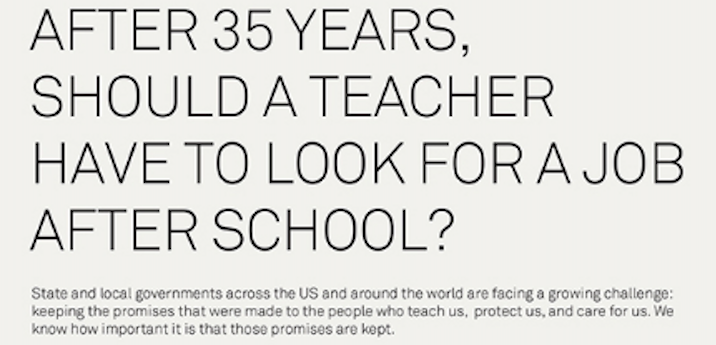 AFTER 35 YEARS,
SHOULD A TEACHER
HAVE TO LOOK FOR A JOB
AFTER SCHOOL?
State and local governments across the US and around the world are facing a growing challenge:
keeping the promises that were made to the people who teach us, protect us, and care for us. We
know how important it is that those promises are kept.